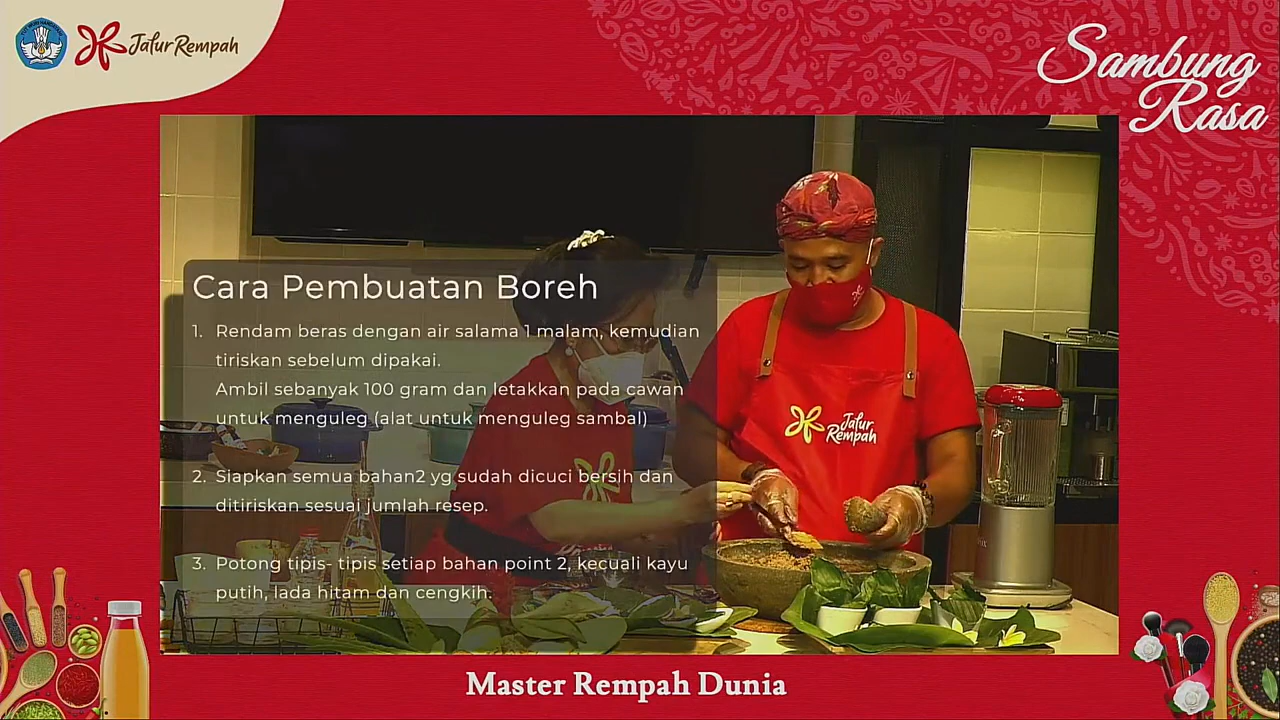 Jalur Rempah
Sambung
Rasa
Cara Pembuatan Boreh
1. Rendam beras dengan air salama 1 malam, kemudian
tiriskan sebelum dipakai.
Ambil sebanyak 100 gram dan letakkan pada cawan
untuk menguleg (alat untuk menguleg sambal)
2. Siapkan semua bahan2 yg sudah dicuci bersih dan
ditiriskan sesuai jumlah resep.
3. Potong tipis- tipis setiap bahan point 2, kecuali kayu
putih, lada hitam dan cengkih.
Jalur
Rempah
Master Rempah Dunia